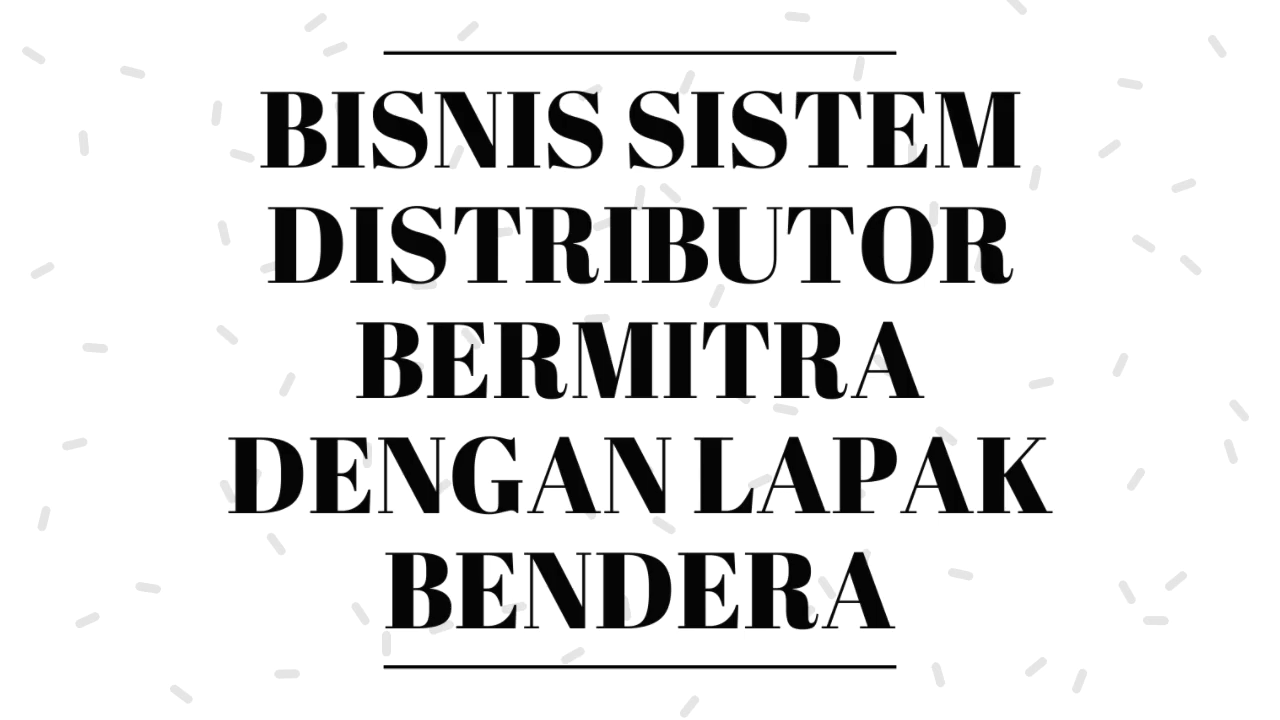 BISNIS SISTEM
DISTRIBUTOR
BERMITRA
DENGAN LAPAK
BENDERA